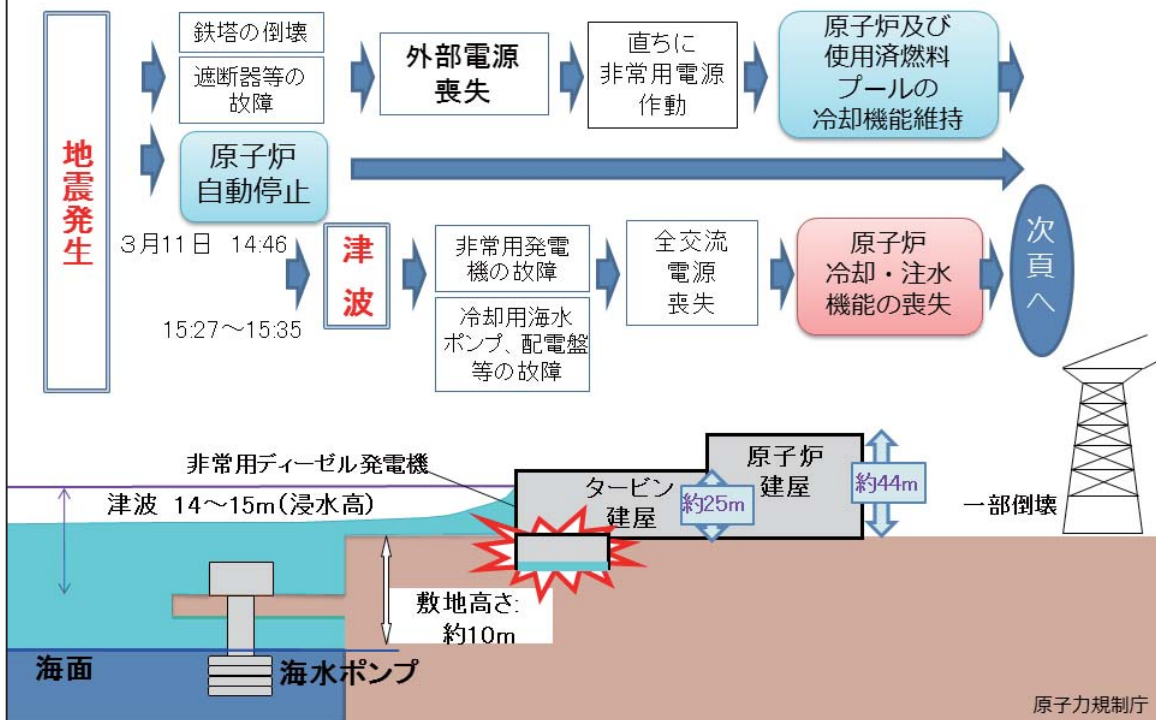 地震発生
鉄塔の倒壊
遮断器等の
故障
外部電源
喪失
直ちに
非常用電源
作動
原子炉及び
使用済燃料
プールの
冷却機能維持
原子炉
自動停止
3月11日 14:46
15:27～15:35
津
波
非常用発電
機の故障
冷却用海水
ポンプ、配電盤
等の故障
全交流
電源
喪失
原子炉
冷却・注水
機能の喪失
次頁へ
非常用ディーゼル発電機
津波 14～15m(浸水高)
タービン
建屋
約25m
原子炉
建屋
約44m
一部倒壊
敷地高さ:
約10m
海面
海水ポンプ
原子力規制庁